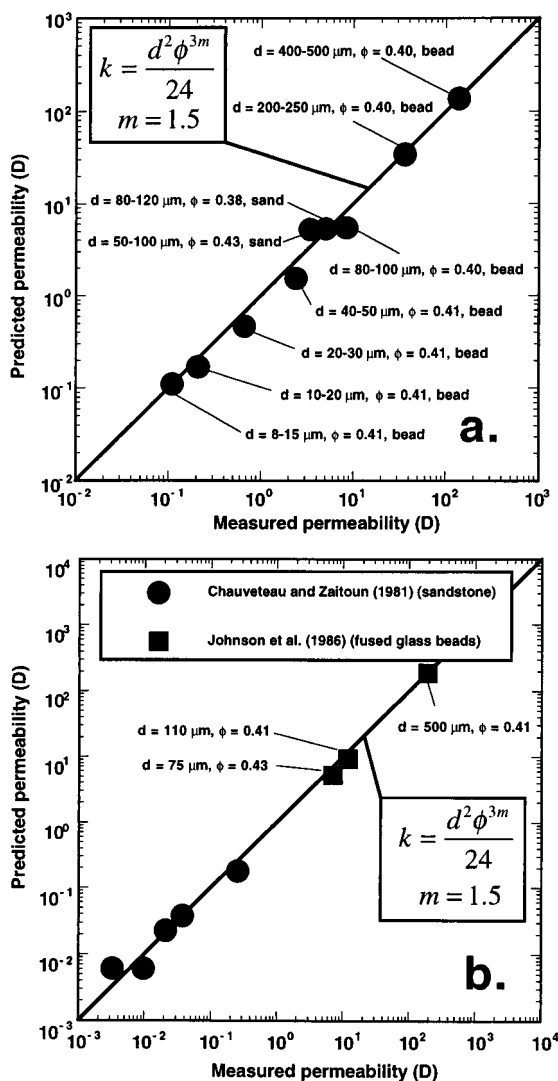 10³
10²
10¹
10⁰
10⁻¹
10⁻²
Predicted permeability (D)
k = d²φ³ᵐ / 24
m = 1.5
d = 400-500 µm, ϕ = 0.40, bead
d = 200-250 µm, ϕ = 0.40, bead
d = 80-120 µm, ϕ = 0.38, sand
d = 50-100 µm, ϕ = 0.43, sand
d = 80-100 µm, ϕ = 0.40, bead
d = 40-50 µm, ϕ = 0.41, bead
d = 20-30 µm, ϕ = 0.41, bead
d = 10-20 µm, ϕ = 0.41, bead
d = 8-15 µm, ϕ = 0.41, bead
a.
10⁻² 10⁻¹ 10⁰ 10¹ 10² 10³
Measured permeability (D)
10⁴
10³
10²
10¹
10⁰
10⁻¹
10⁻²
10⁻³
Predicted permeability (D)
Chauveteau and Zaitoun (1981) (sandstone)
Johnson et al. (1986) (fused glass beads)
d = 110 µm, ϕ = 0.41
d = 500 µm, ϕ = 0.41
d = 75 µm, ϕ = 0.43
k = d²φ³ᵐ / 24
m = 1.5
b.
10⁻³ 10⁻² 10⁻¹ 10⁰ 10¹ 10² 10³ 10⁴
Measured permeability (D)